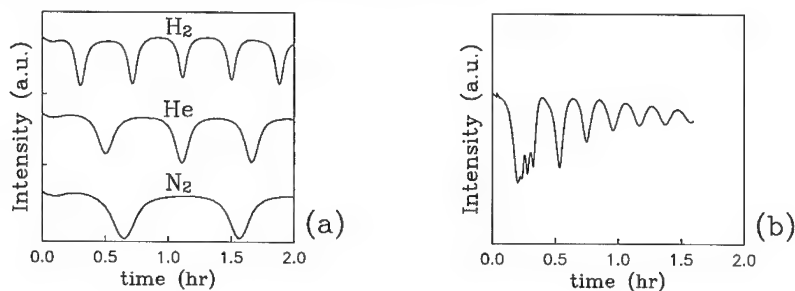 H2
He
N2
Intensity (a.u.)
0.0 0.5 1.0 1.5 2.0
time (hr)
(a)
Intensity (a.u.)
0.0 0.5 1.0 1.5 2.0
time (hr)
(b)